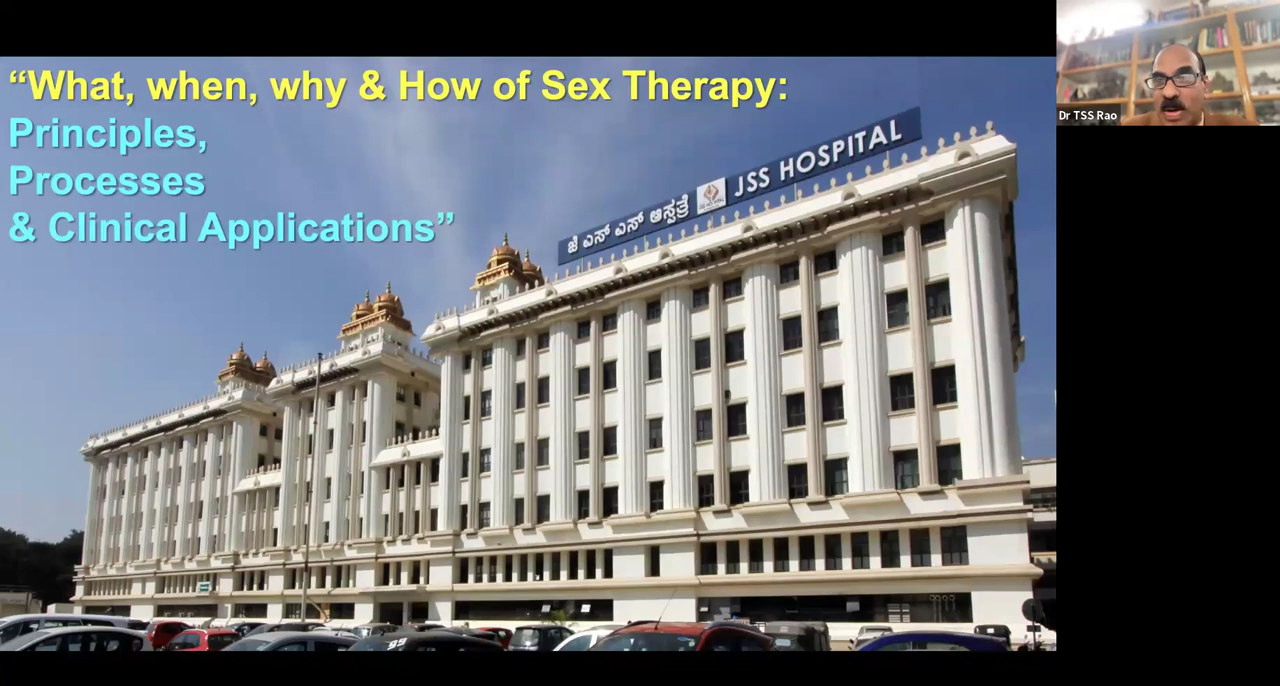 “What, when, why & How of Sex Therapy:
Principles,
Processes
& Clinical Applications”
ಜೆ ಎಸ್ ಎಸ್ ಆಸ್ಪತ್ರೆ JSS HOSPITAL
Dr TSS Rao